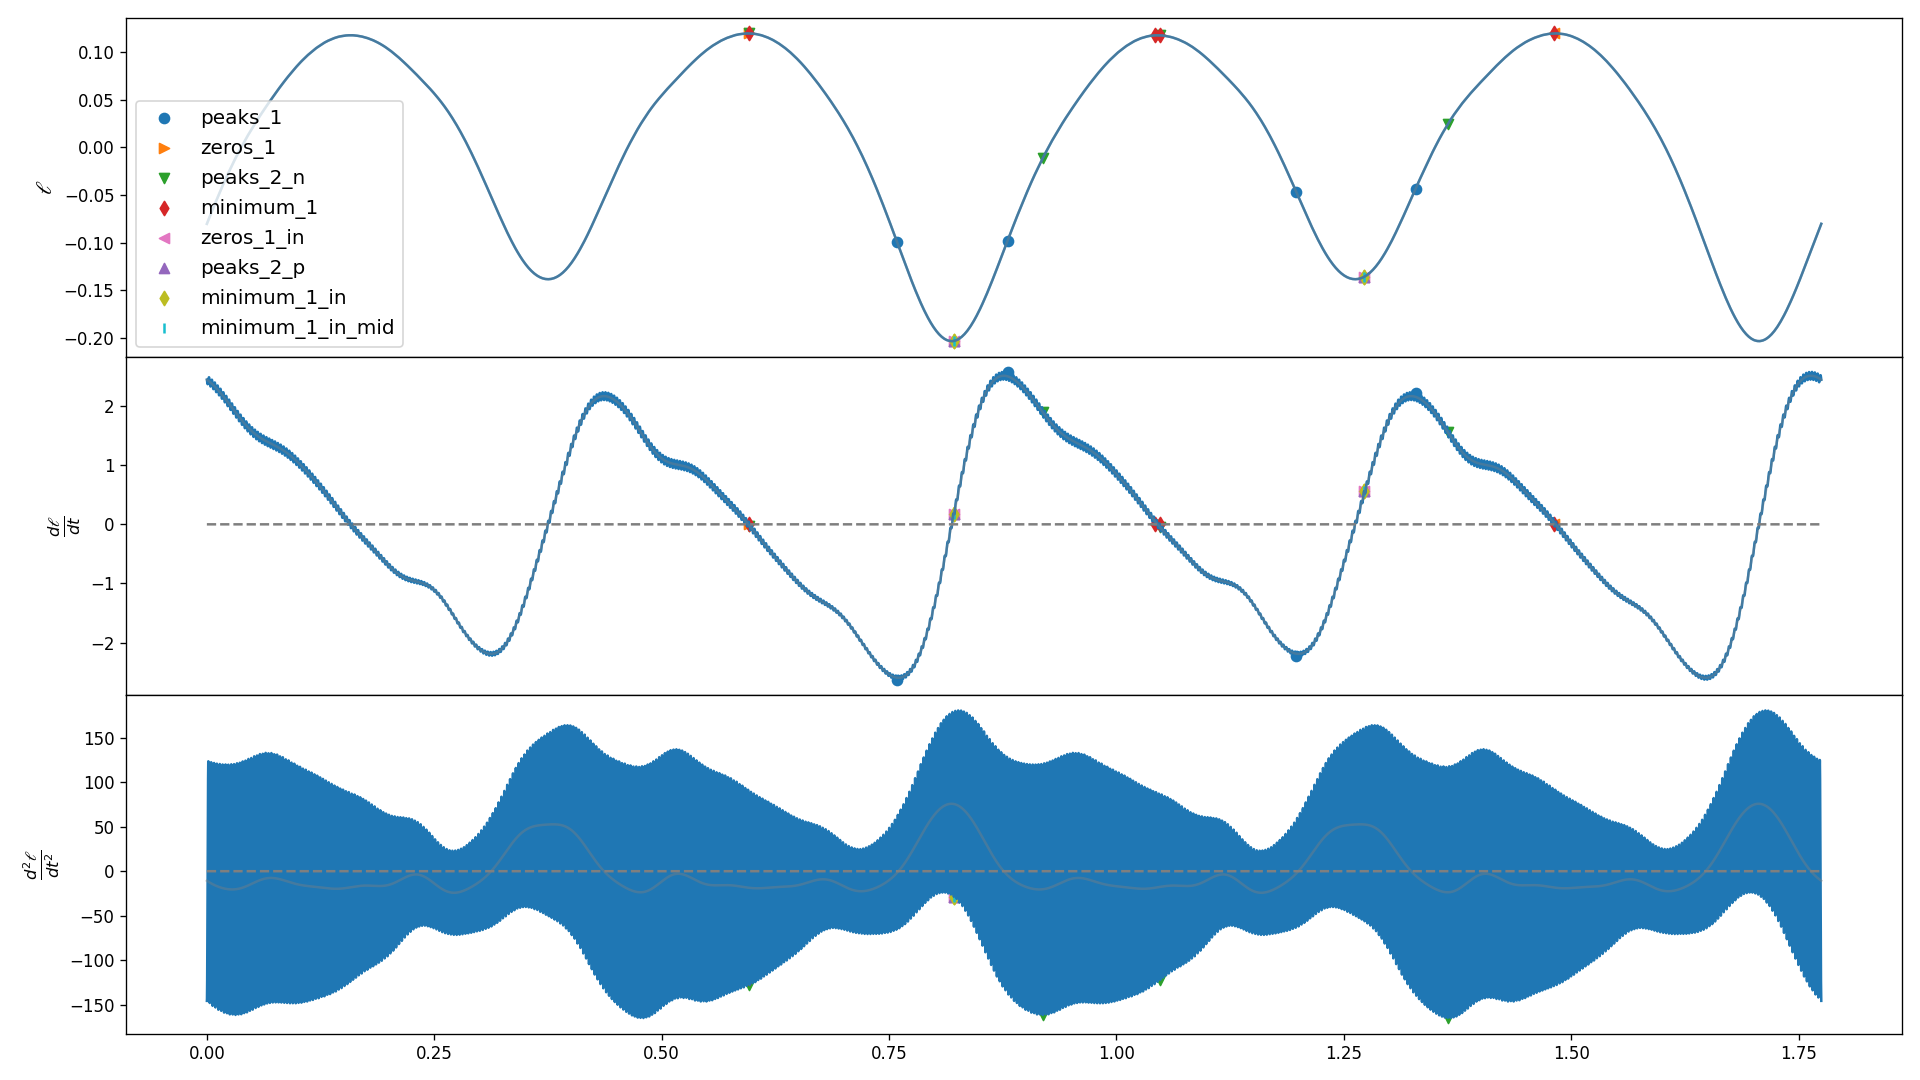 0.10
0.05
0.00
−0.05
−0.10
−0.15
−0.20
ℓ
peaks_1
zeros_1
peaks_2_n
minimum_1
zeros_1_in
peaks_2_p
minimum_1_in
minimum_1_in_mid
2
1
0
−1
−2
dℓ
dt
150
100
50
0
−50
−100
−150
d²ℓ
dt²
0.00 0.25 0.50 0.75 1.00 1.25 1.50 1.75